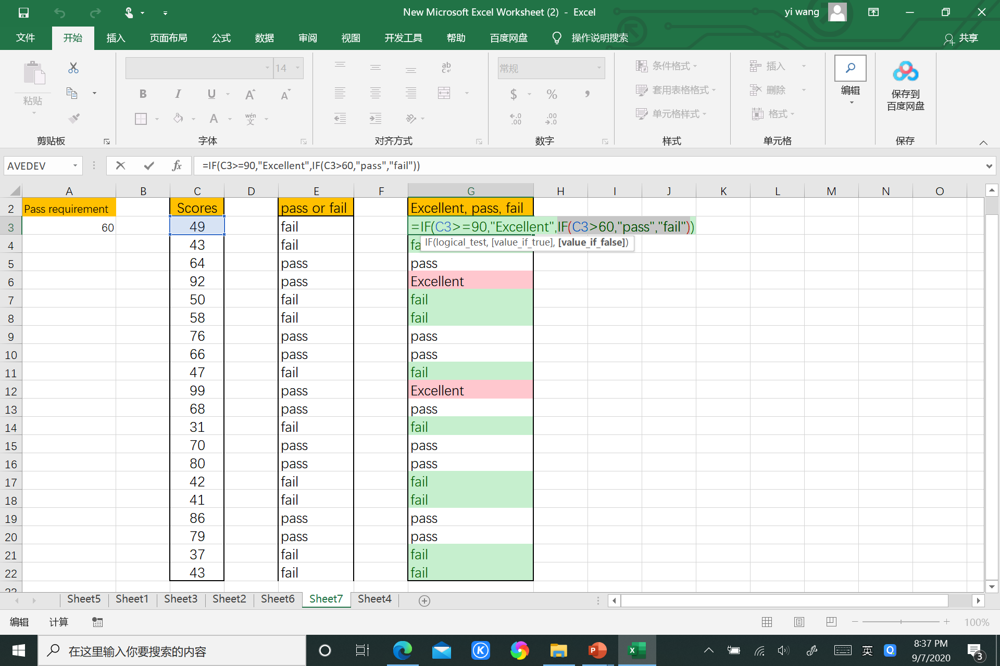 New Microsoft Excel Worksheet (2) - Excel
yi wang
文件 开始 插入 页面布局 公式 数据 审阅 视图 开发工具 帮助 百度网盘 操作说明搜索 共享
14
ab
c
常规
条件格式
插入
粘贴
B I U A A
$ % ,
套用表格格式
删除
编辑
保存到
百度网盘
A
wén
文
.0
.00
.00
.0
单元格样式
格式
剪贴板 字体 对齐方式 数字 样式 单元格 保存
AVEDEV fx =IF(C3>=90,"Excellent",IF(C3>60,"pass","fail"))
A B C D E F G H I J K L M N O
2 Pass requirement Scores pass or fail Excellent, pass, fail
3 60 49 fail =IF(C3>=90,"Excellent",IF(C3>60,"pass","fail"))
IF(logical_test, [value_if_true], [value_if_false])
4 43 fail fa
5 64 pass pass
6 92 pass Excellent
7 50 fail fail
8 58 fail fail
9 76 pass pass
10 66 pass pass
11 47 fail fail
12 99 pass Excellent
13 68 pass pass
14 31 fail fail
15 70 pass pass
16 80 pass pass
17 42 fail fail
18 41 fail fail
19 86 pass pass
20 79 pass pass
21 37 fail fail
22 43 fail fail
23
Sheet5 Sheet1 Sheet3 Sheet2 Sheet6 Sheet7 Sheet4
编辑 计算 100%
在这里输入你要搜索的内容
K
P
X
英
Q
8:37 PM
9/7/2020
3